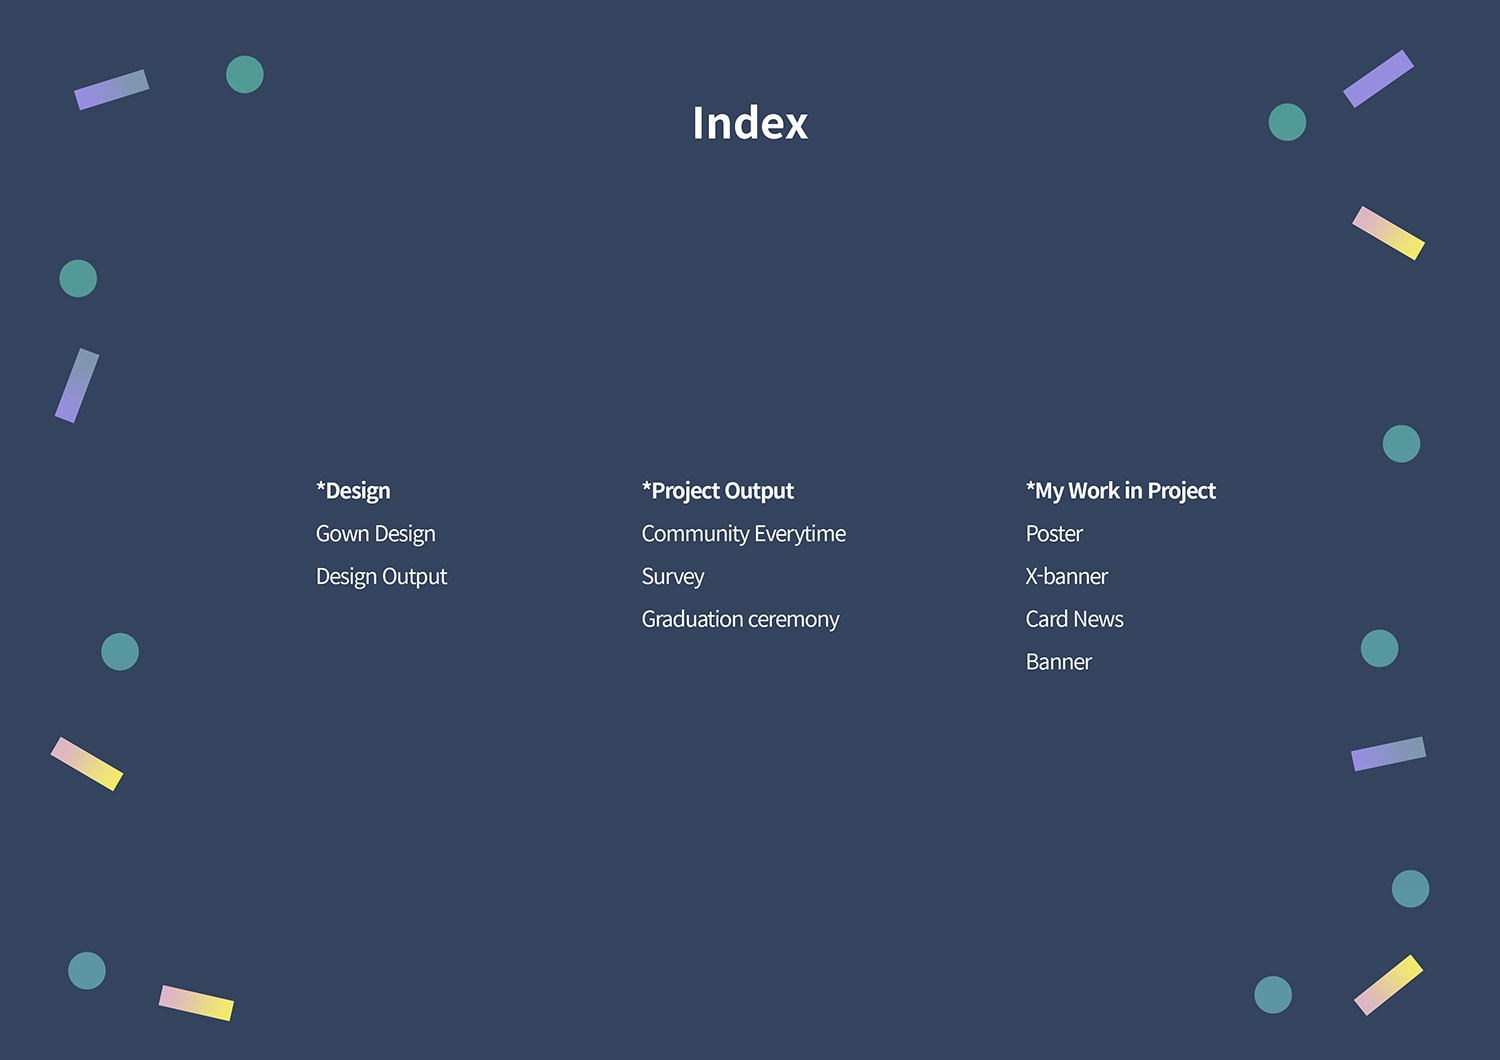 Index
*Design
Gown Design
Design Output
*Project Output
Community Everytime
Survey
Graduation ceremony
*My Work in Project
Poster
X-banner
Card News
Banner